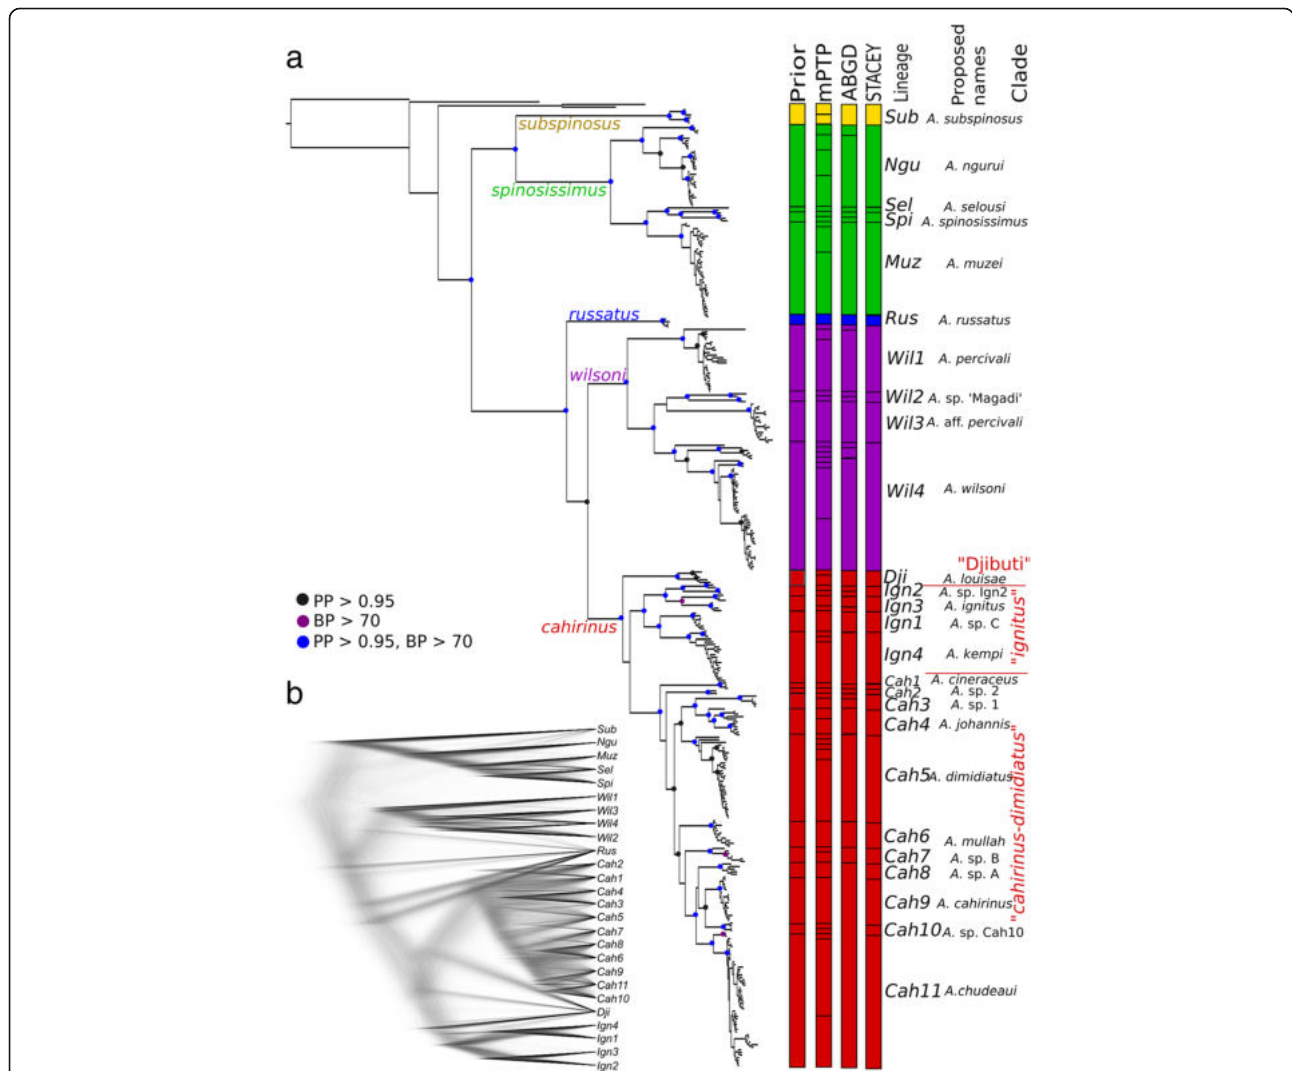 a
Prior
mPTP
ABGD
STACEY
Lineage
Proposed names
Clade
subspinosus
spinosissimus
russatus
wilsoni
cahirinus
Sub A. subspinosus
Ngu A. ngurui
Sel A. selousi
Spi A. spinosissimus
Muz A. muzei
Rus A. russatus
Wil1 A. percivali
Wil2 A. sp. 'Magadi'
Wil3 A. aff. percivali
Wil4 A. wilsoni
"Djibuti"
Dji A. louisae
Ign2 A. sp. Ign2
Ign3 A. ignitus
Ign1 A. sp. C
Ign4 A. kempi
"ignitus"
Cah1 A. cineraceus
Cah2 A. sp. 2
Cah3 A. sp. 1
Cah4 A. johannis
Cah5 A. dimidiatus
Cah6 A. mullah
Cah7 A. sp. B
Cah8 A. sp. A
Cah9 A. cahirinus
Cah10 A. sp. Cah10
Cah11 A.chudeaui
"cahirinus-dimidiatus"
PP > 0.95
BP > 70
PP > 0.95, BP > 70
b
Sub
Ngu
Muz
Sel
Spi
Wil1
Wil3
Wil4
Wil2
Rus
Cah2
Cah1
Cah4
Cah3
Cah5
Cah7
Cah8
Cah6
Cah9
Cah11
Cah10
Dji
Ign4
Ign1
Ign3
Ign2